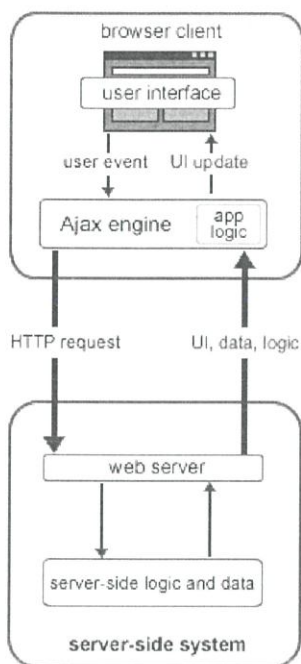 browser client
user interface
user event
UI update
Ajax engine
app
logic
HTTP request
UI, data, logic
web server
server-side logic and data
server-side system